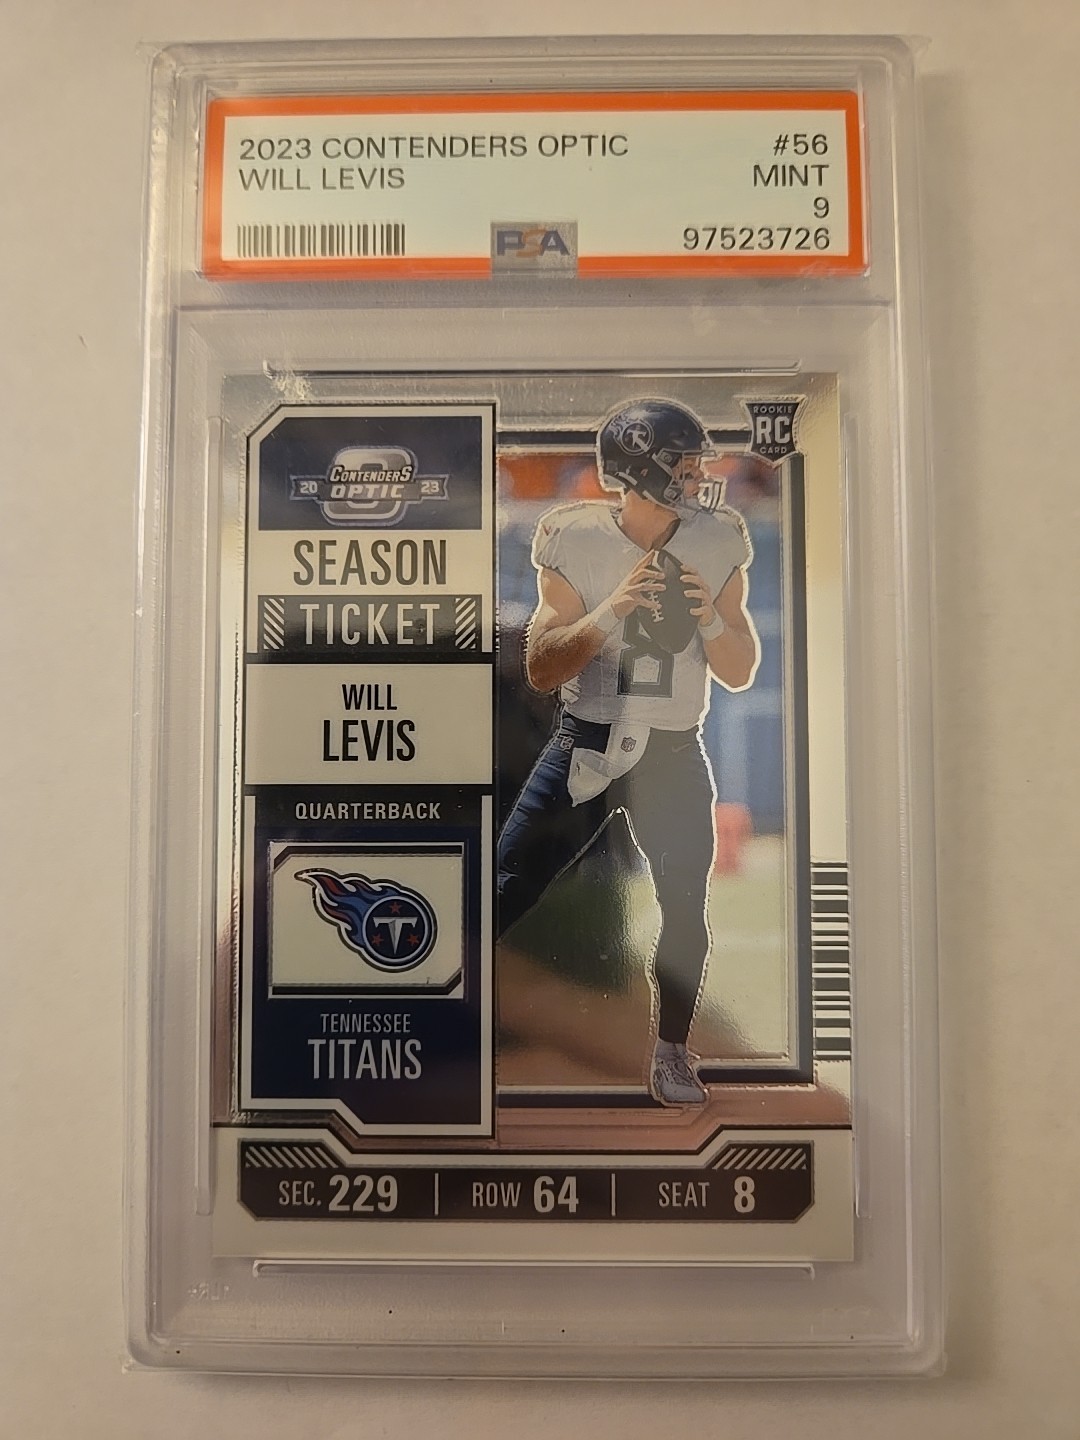 2023 CONTENDERS OPTIC #56
WILL LEVIS MINT
9
PSA 97523726
ROOKIE
RC
CARD
CONTENDERS
20 OPTIC 23
SEASON
TICKET
WILL
LEVIS
8
QUARTERBACK
T
TENNESSEE
TITANS
SEC. 229 | ROW 64 | SEAT 8